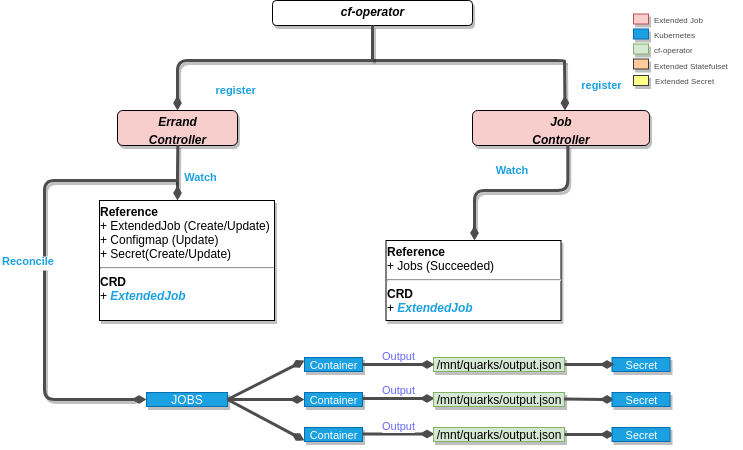 cf-operator
Extended Job
Kubernetes
cf-operator
Extended Statefulset
Extended Secret
register
register
Errand
Controller
Job
Controller
Watch
Watch
Reference
+ ExtendedJob (Create/Update)
+ Configmap (Update)
+ Secret(Create/Update)
CRD
+ ExtendedJob
Reference
+ Jobs (Succeeded)
CRD
+ ExtendedJob
Reconcile
JOBS
Container
Output
/mnt/quarks/output.json
Secret
Container
Output
/mnt/quarks/output.json
Secret
Container
Output
/mnt/quarks/output.json
Secret